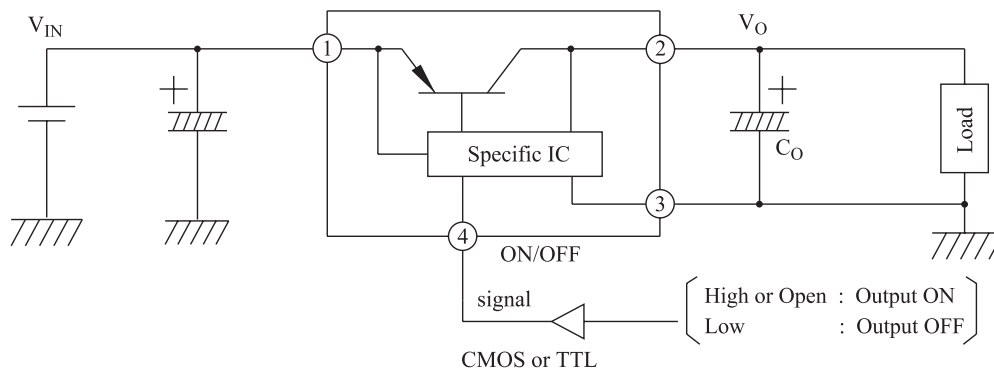 V_IN
1
2
V_O
+
+
Specific IC
C_O
Load
3
4
ON/OFF
signal
High or Open : Output ON
Low : Output OFF
CMOS or TTL